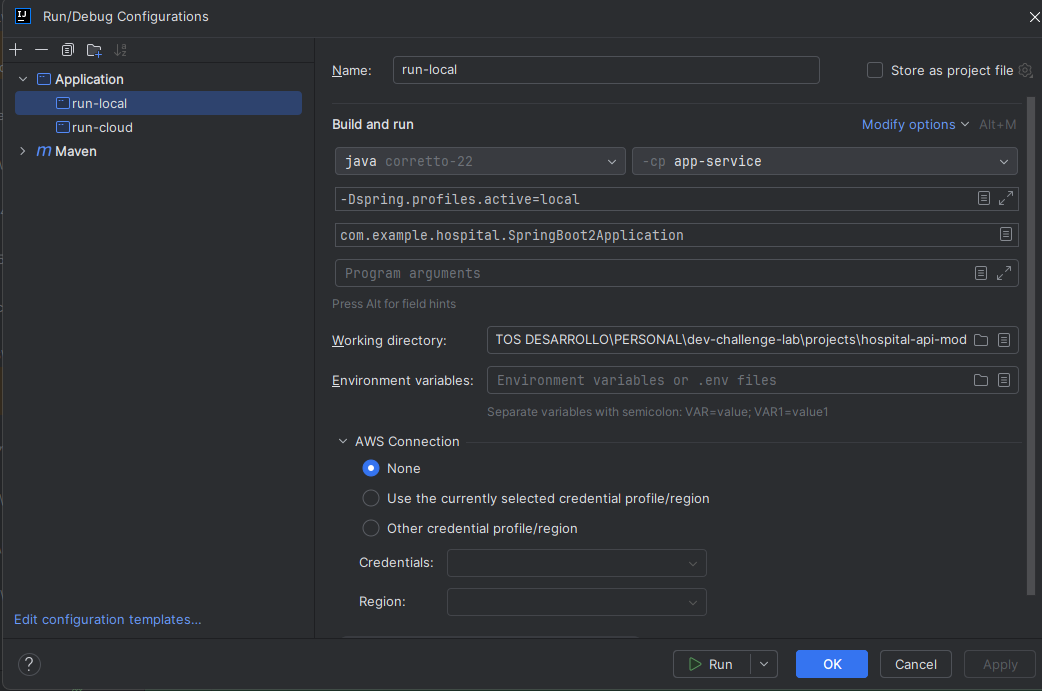 Run/Debug Configurations
Application
run-local
run-cloud
Maven
Edit configuration templates...
Name: run-local Store as project file
Build and run Modify options Alt+M
java corretto-22 -cp app-service
-Dspring.profiles.active=local
com.example.hospital.SpringBoot2Application
Program arguments
Press Alt for field hints
Working directory: TOS DESARROLLO\PERSONAL\dev-challenge-lab\projects\hospital-api-mod
Environment variables: Environment variables or .env files
Separate variables with semicolon: VAR=value; VAR1=value1
AWS Connection
None
Use the currently selected credential profile/region
Other credential profile/region
Credentials:
Region:
? Run OK Cancel Apply